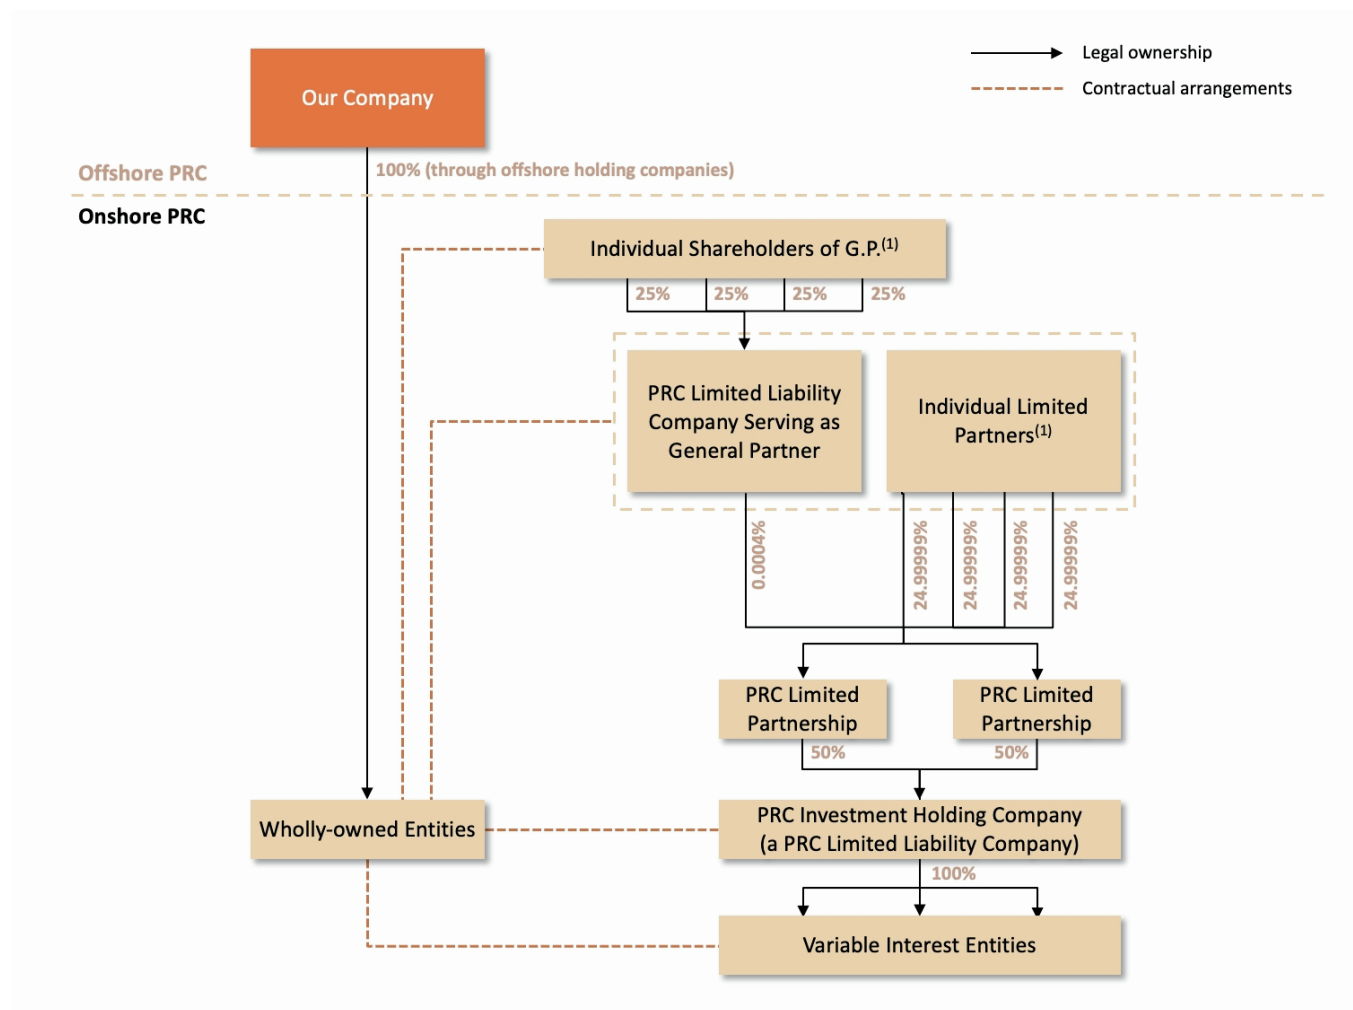 Our Company
Legal ownership
Contractual arrangements
Offshore PRC
100% (through offshore holding companies)
Onshore PRC
Individual Shareholders of G.P.(1)
25%
25%
25%
25%
PRC Limited Liability
Company Serving as
General Partner
Individual Limited
Partners(1)
0.0004%
24.99999%
24.99999%
24.99999%
24.99999%
PRC Limited
Partnership
PRC Limited
Partnership
50%
50%
Wholly-owned Entities
PRC Investment Holding Company
(a PRC Limited Liability Company)
100%
Variable Interest Entities